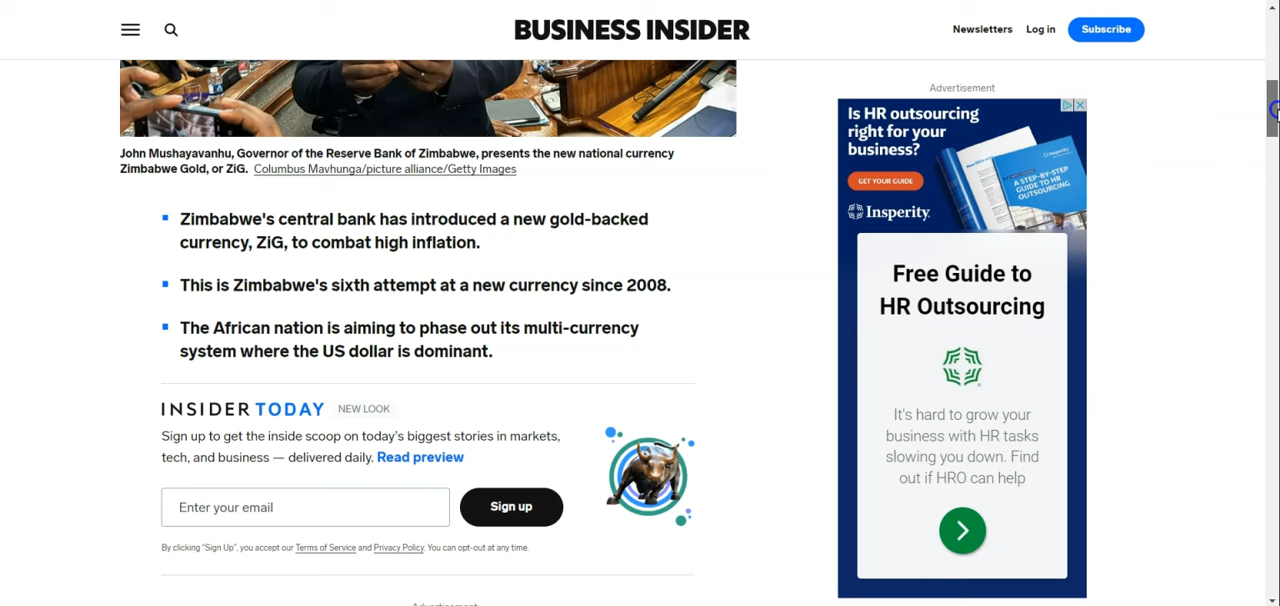 BUSINESS INSIDER
Newsletters
Log in
Subscribe
John Mushayavanhu, Governor of the Reserve Bank of Zimbabwe, presents the new national currency
Zimbabwe Gold, or ZiG. Columbus Mavhunga/picture alliance/Getty Images
Zimbabwe's central bank has introduced a new gold-backed
currency, ZiG, to combat high inflation.
This is Zimbabwe's sixth attempt at a new currency since 2008.
The African nation is aiming to phase out its multi-currency
system where the US dollar is dominant.
INSIDER TODAY NEW LOOK
Sign up to get the inside scoop on today's biggest stories in markets,
tech, and business — delivered daily. Read preview
Enter your email
Sign up
By clicking "Sign Up", you accept our Terms of Service and Privacy Policy. You can opt-out at any time.
Advertisement
Advertisement
Is HR outsourcing
right for your
business?
GET YOUR GUIDE
Insperity.
A STEP-BY-STEP
GUIDE TO HR
OUTSOURCING
Free Guide to
HR Outsourcing
It's hard to grow your
business with HR tasks
slowing you down. Find
out if HRO can help